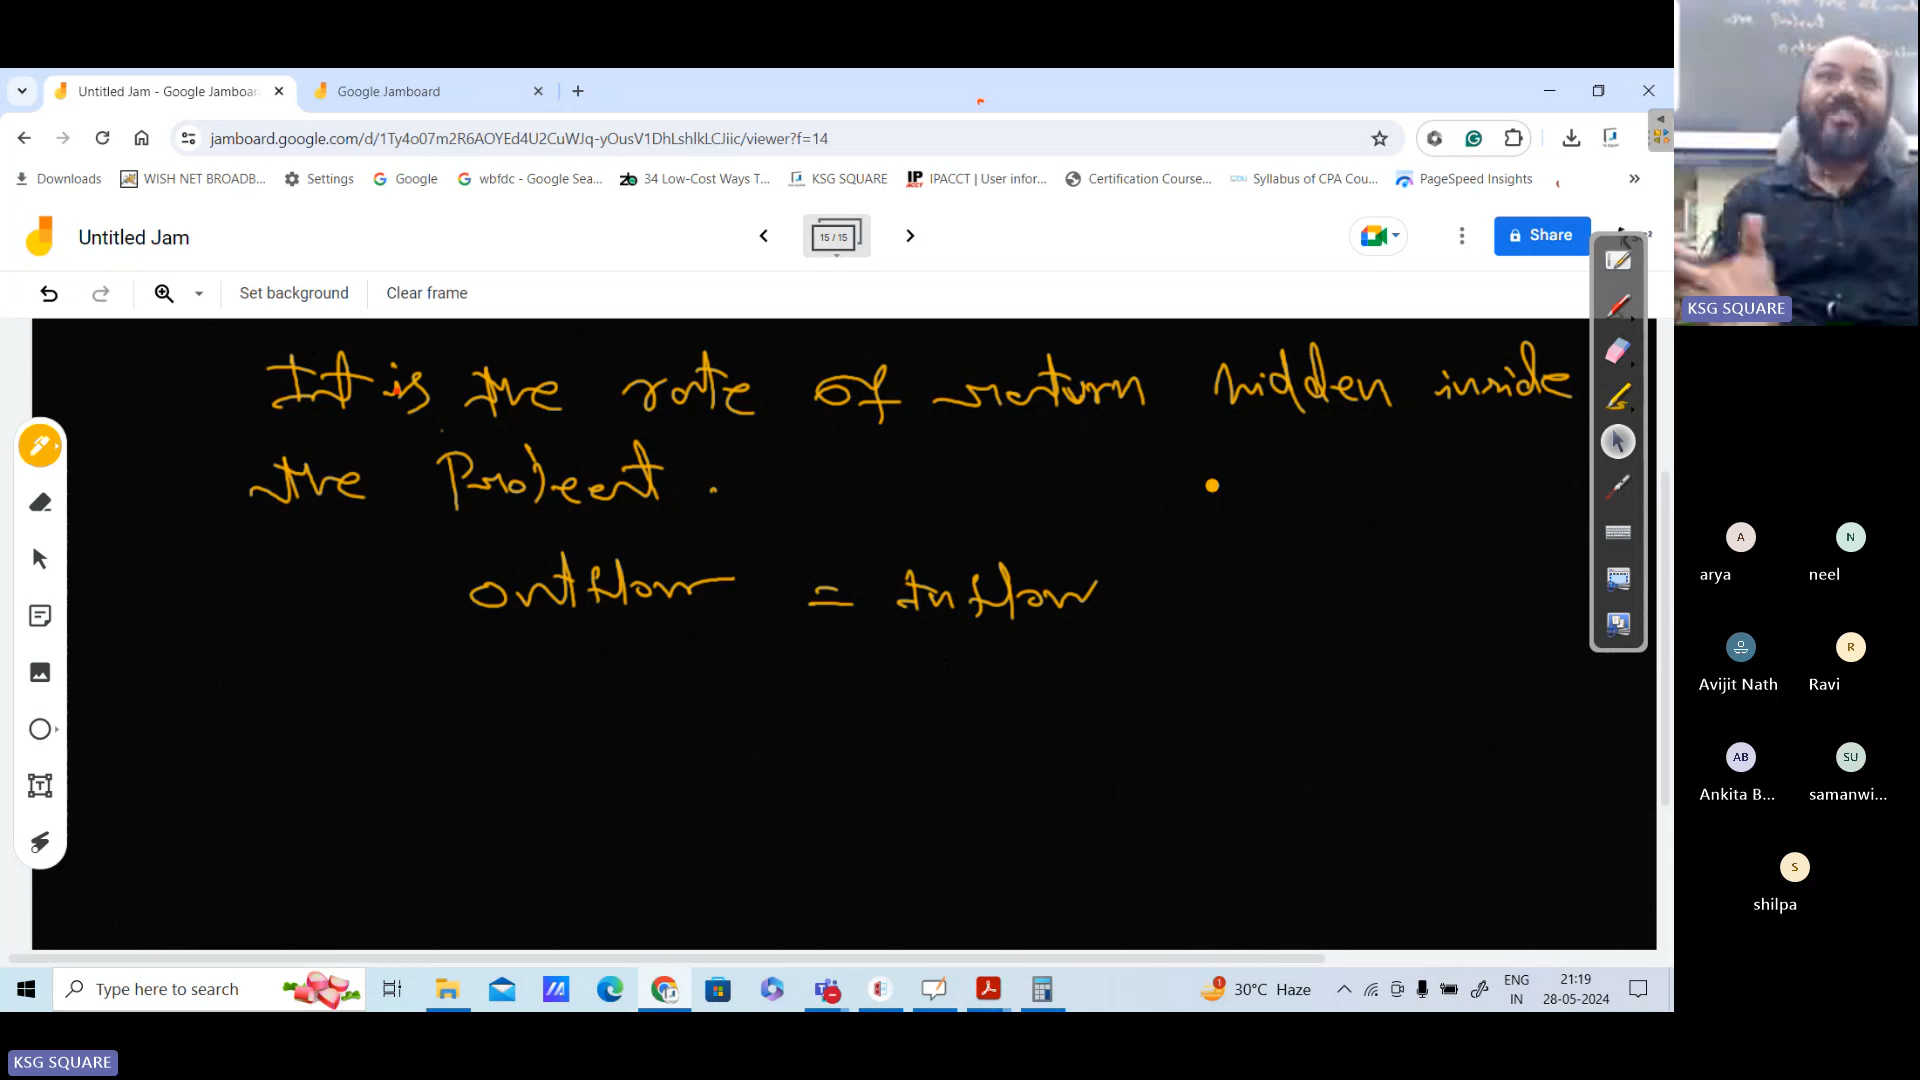 Untitled Jam - Google Jamboar
Google Jamboard
jamboard.google.com/d/1Ty4o07m2R6AOYEd4U2CuWJq-yOusV1DhLshlkLCJiic/viewer?f=14
Downloads WISH NET BROADB... Settings Google wbfdc - Google Sea... 34 Low-Cost Ways T... KSG SQUARE IPACCT | User infor... Certification Course... Syllabus of CPA Cou... PageSpeed Insights
Untitled Jam
15 / 15
Share
Set background
Clear frame
It is the rate of return hidden inside
the Project .
outflow = Inflow
KSG SQUARE
A N
arya neel
R
Avijit Nath Ravi
AB SU
Ankita B... samanwi...
S
shilpa
Type here to search
30°C Haze
ENG
IN
21:19
28-05-2024
KSG SQUARE